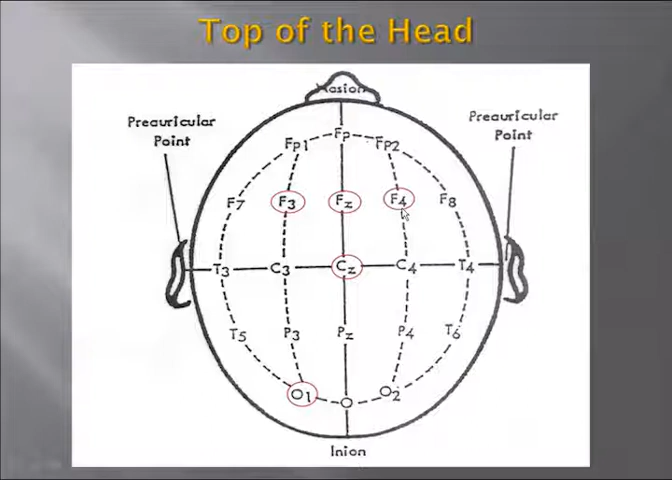 Top of the Head
Nasion
Preauricular
Point
Preauricular
Point
Fp1 Fp Fp2
F7 F3 Fz F4 F8
T3 C3 Cz C4 T4
T5 P3 Pz P4 T6
O1 O O2
Inion